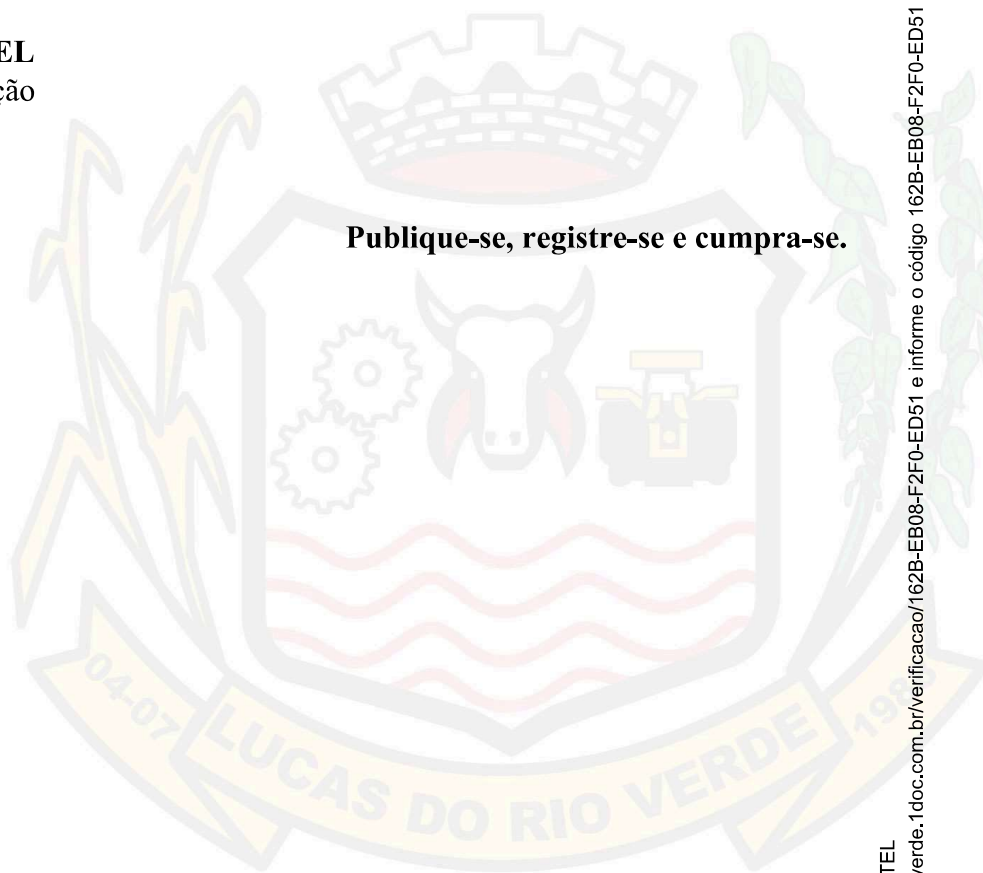 EL
ção
Publique-se, registre-se e cumpra-se.
04-07
LUCAS DO RIO VERDE
1988
TEL
verde.1doc.com.br/verificacao/162B-EB08-F2F0-ED51 e informe o código 162B-EB08-F2F0-ED51